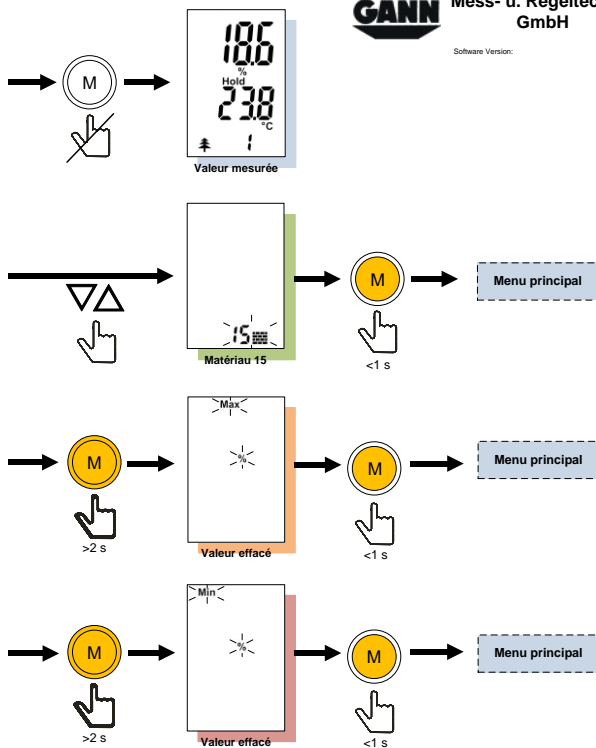 GANN
Mess- u. Regeltec
GmbH
Software Version:
M
18.6
%
Hold
23.8
°C
1
Valeur mesurée
15
Matériau 15
M
<1 s
Menu principal
M
>2 s
Max
%
Valeur effacé
M
<1 s
Menu principal
M
>2 s
Min
%
Valeur effacé
M
<1 s
Menu principal